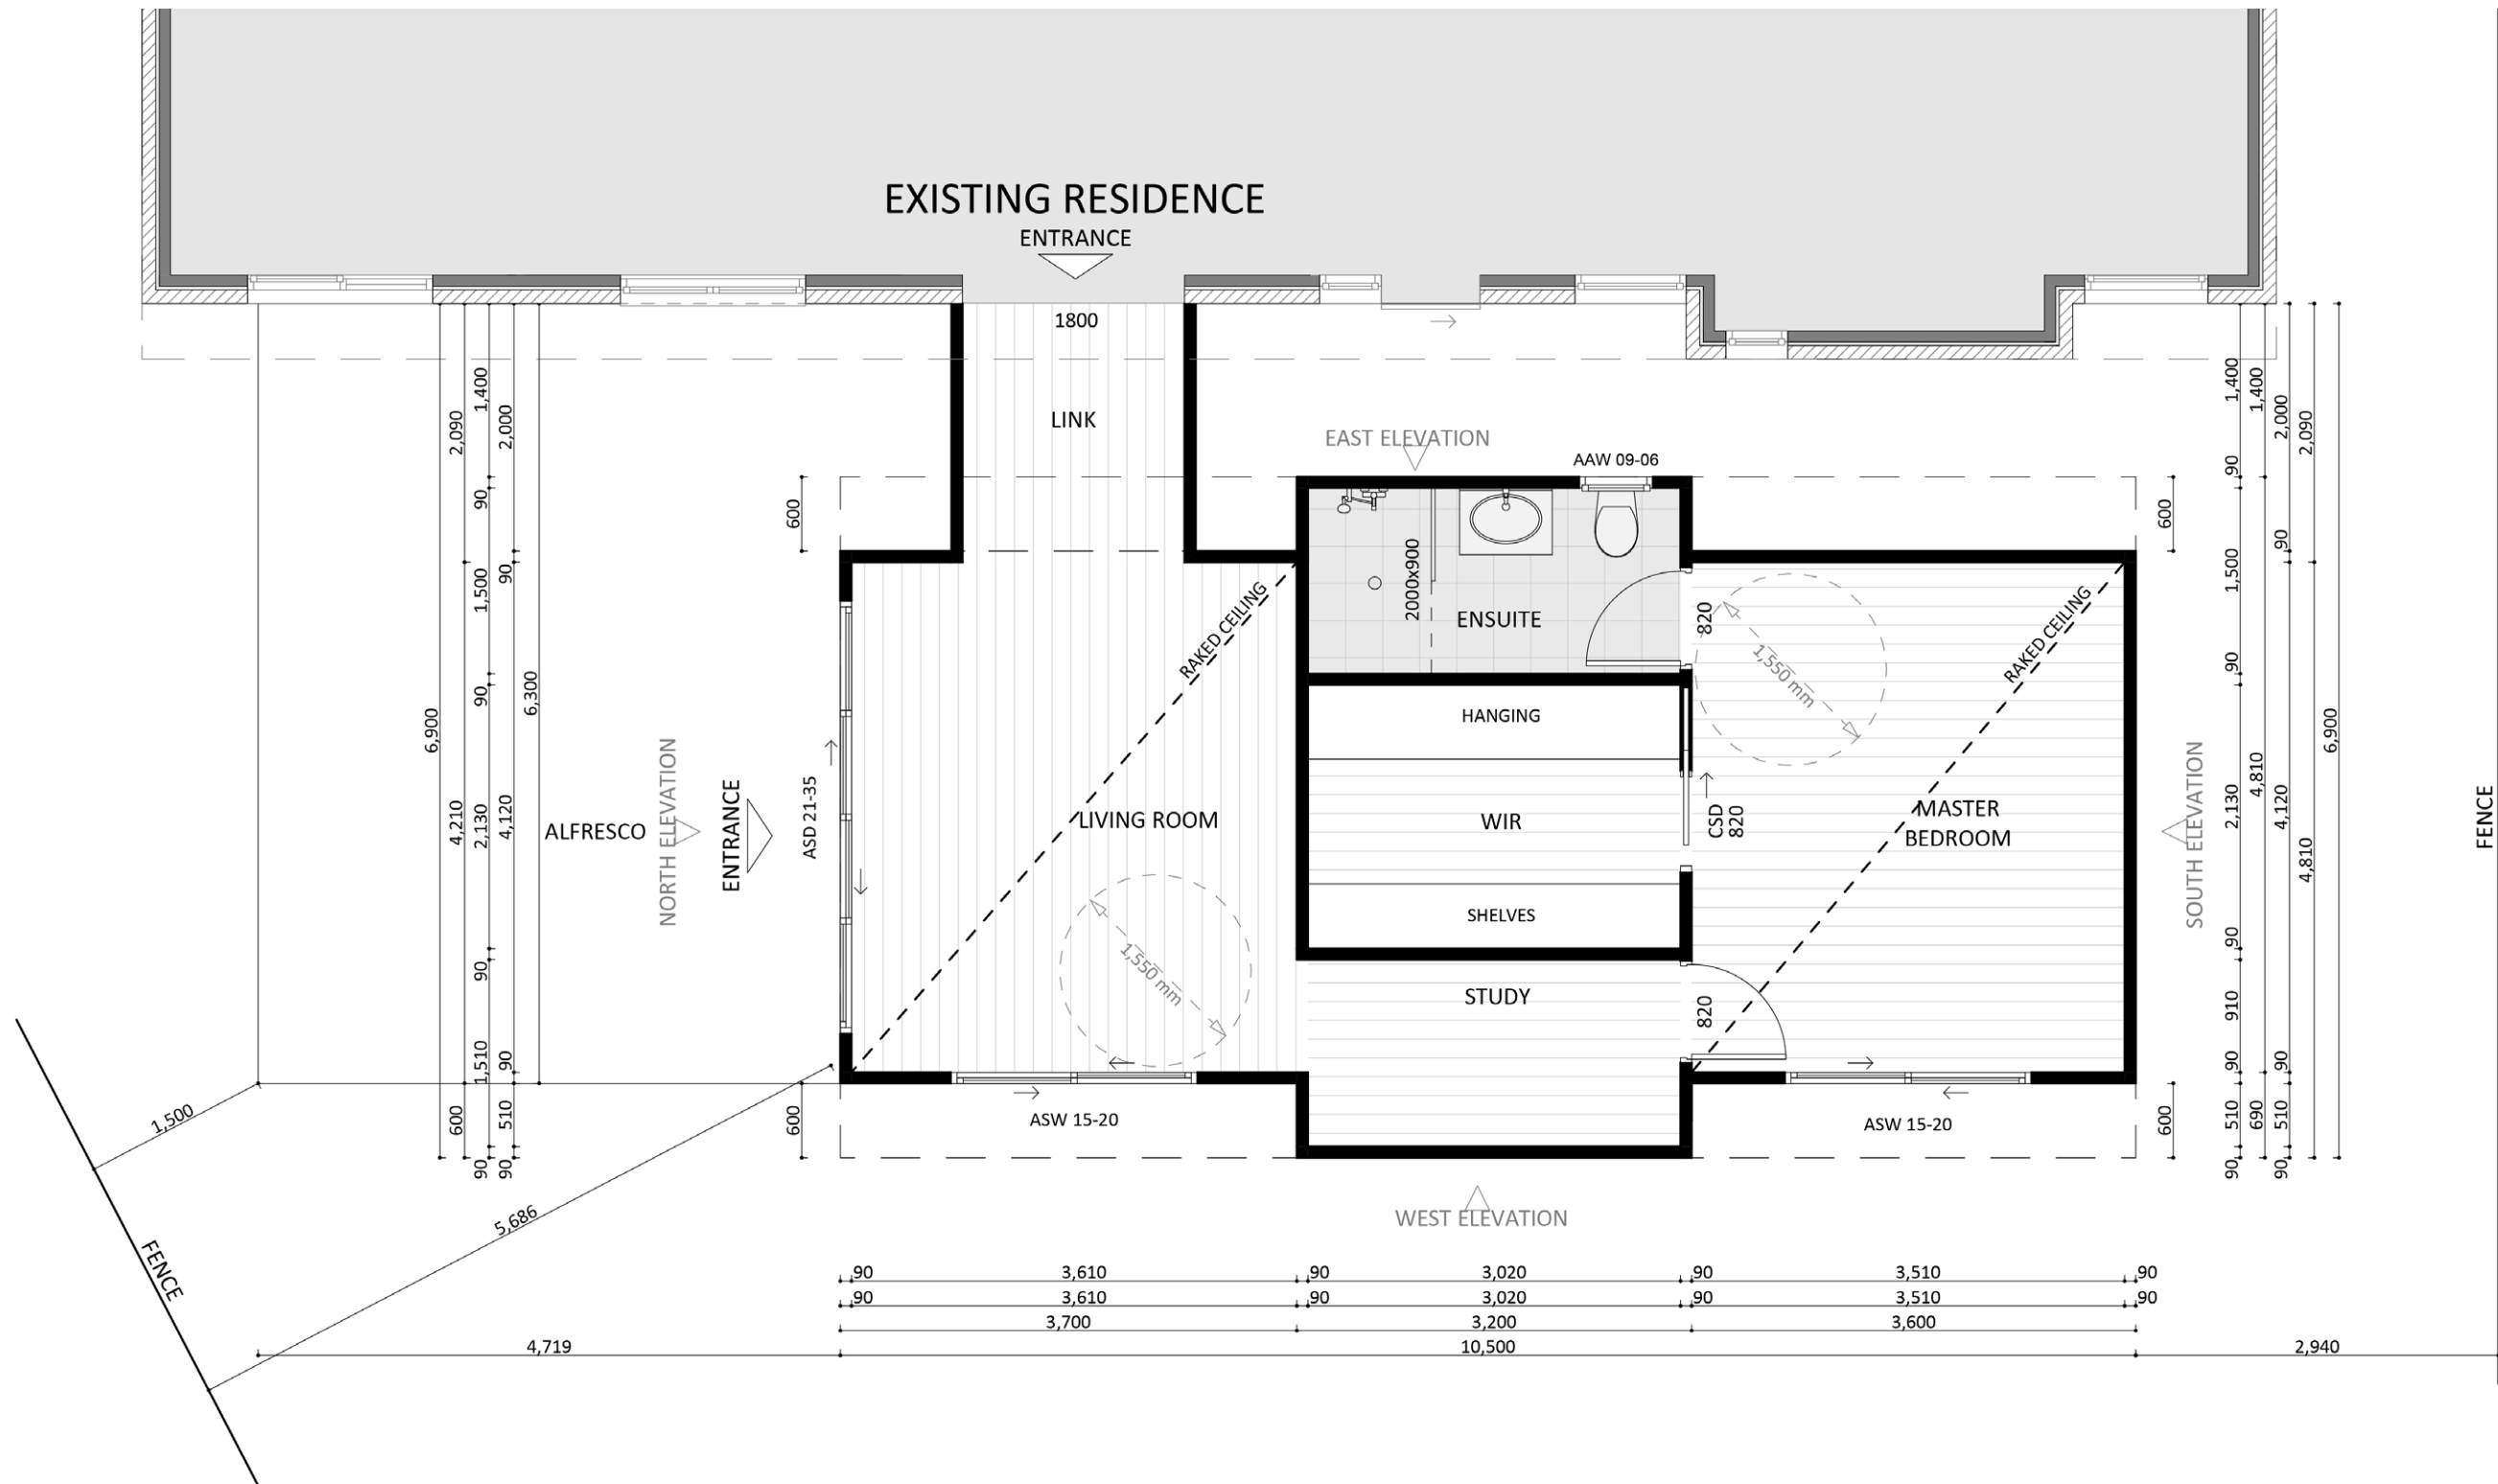 EXISTING RESIDENCE
ENTRANCE
1800
LINK
EAST ELEVATION
AAW 09-06
1,400
2,090
2,000
90
600
1,500
90
6,300
90
6,900
4,210
2,130
4,120
90
1,510
90
600
510
90
90
1,400
1,400
2,000
2,090
90
90
600
1,500
90
6,900
4,810
2,130
4,120
4,810
90
910
90
90
600
510
690
510
90
90
2000x900
ENSUITE
820
RAKED CEILING
RAKED CEILING
1,550 mm
HANGING
NORTH ELEVATION
ALFRESCO
ENTRANCE
ASD 21-35
LIVING ROOM
WIR
CSD
820
MASTER
BEDROOM
SOUTH ELEVATION
FENCE
SHELVES
1,550 mm
STUDY
820
600
ASW 15-20
ASW 15-20
1,500
5,686
FENCE
WEST ELEVATION
90 3,610 90 3,020 90 3,510 90
90 3,610 90 3,020 90 3,510 90
3,700 3,200 3,600
4,719 10,500 2,940